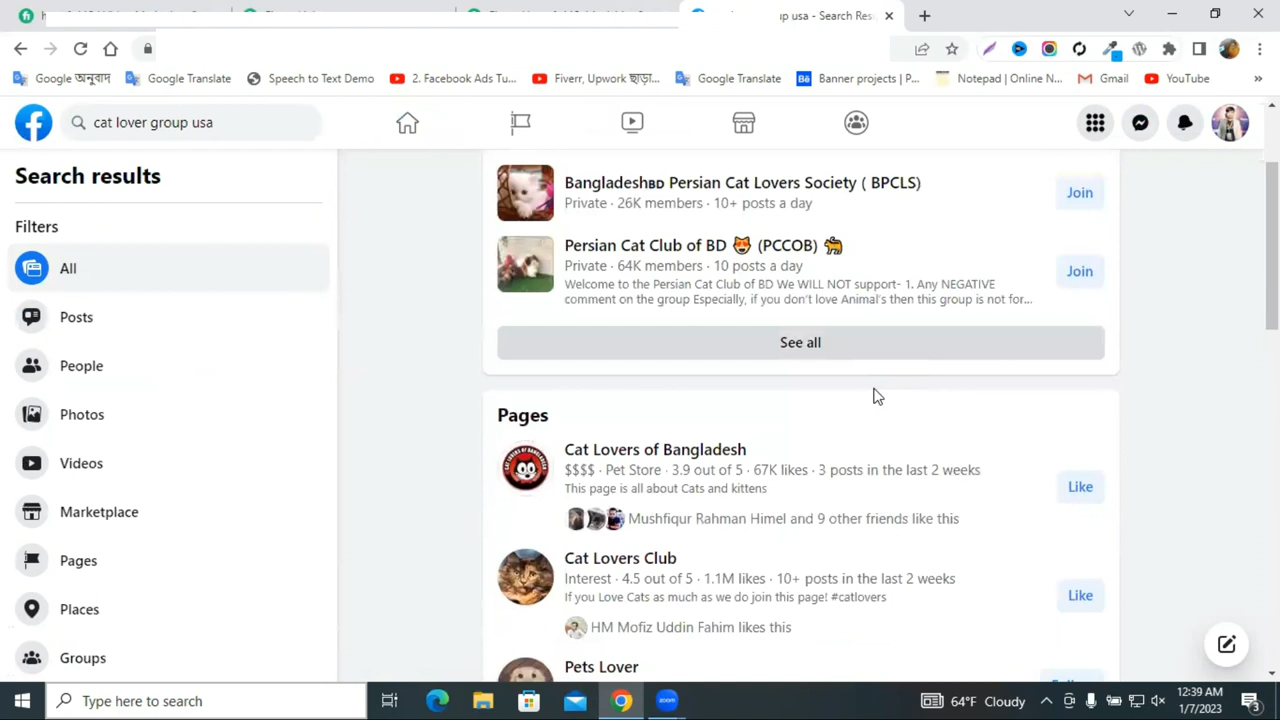 up usa - Search Resu
Google অনুবাদ
Google Translate
Speech to Text Demo
2. Facebook Ads Tu...
Fiverr, Upwork ছাড়া...
Google Translate
Banner projects | P...
Notepad | Online N...
Gmail
YouTube
cat lover group usa
Search results
Filters
All
Posts
People
Photos
Videos
Marketplace
Pages
Places
Groups
Bangladeshʙᴅ Persian Cat Lovers Society ( BPCLS)
Private · 26K members · 10+ posts a day
Join
Persian Cat Club of BD 😻 (PCCOB) 🐈
Private · 64K members · 10 posts a day
Welcome to the Persian Cat Club of BD We WILL NOT support- 1. Any NEGATIVE
comment on the group Especially, if you don't love Animal's then this group is not for...
Join
See all
Pages
Cat Lovers of Bangladesh
$$$$ · Pet Store · 3.9 out of 5 · 67K likes · 3 posts in the last 2 weeks
This page is all about Cats and kittens
Mushfiqur Rahman Himel and 9 other friends like this
Like
Cat Lovers Club
Interest · 4.5 out of 5 · 1.1M likes · 10+ posts in the last 2 weeks
If you Love Cats as much as we do join this page! #catlovers
HM Mofiz Uddin Fahim likes this
Like
Pets Lover
Type here to search
zoom
64°F Cloudy
12:39 AM
1/7/2023
3